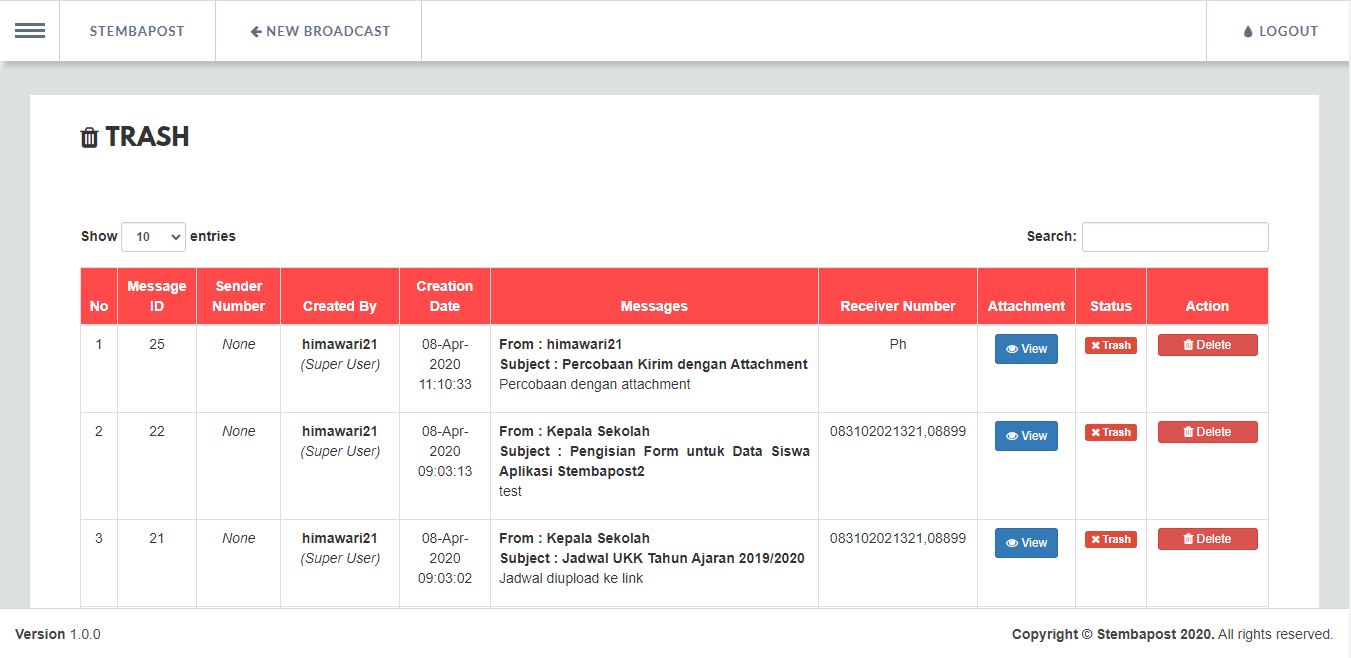 STEMBAPOST
NEW BROADCAST
LOGOUT
TRASH
Show 10 entries
Search:
No
Message
ID
Sender
Number
Created By
Creation
Date
Messages
Receiver Number
Attachment
Status
Action
1
25
None
himawari21
(Super User)
08-Apr-
2020
11:10:33
From : himawari21
Subject : Percobaan Kirim dengan Attachment
Percobaan dengan attachment
Ph
View
Trash
Delete
2
22
None
himawari21
(Super User)
08-Apr-
2020
09:03:13
From : Kepala Sekolah
Subject : Pengisian Form untuk Data Siswa
Aplikasi Stembapost2
test
083102021321,08899
View
Trash
Delete
3
21
None
himawari21
(Super User)
08-Apr-
2020
09:03:02
From : Kepala Sekolah
Subject : Jadwal UKK Tahun Ajaran 2019/2020
Jadwal diupload ke link
083102021321,08899
View
Trash
Delete
Version 1.0.0
Copyright © Stembapost 2020. All rights reserved.